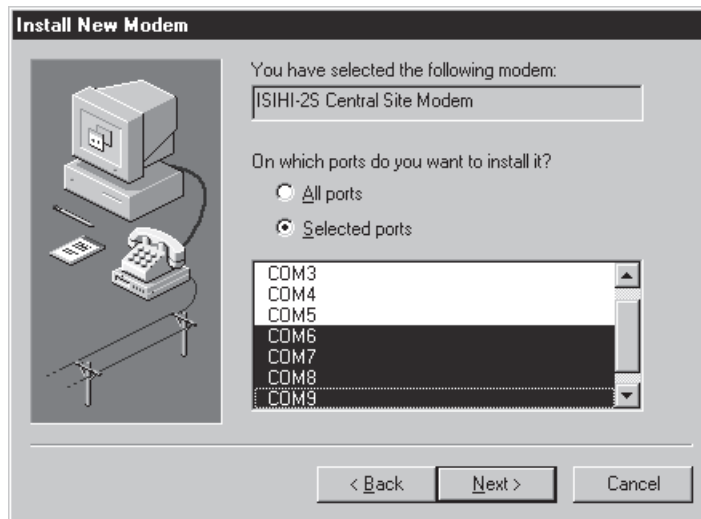 Install New Modem
You have selected the following modem:
ISIHI-2S Central Site Modem
On which ports do you want to install it?
All ports
Selected ports
COM3
COM4
COM5
COM6
COM7
COM8
COM9
< Back
Next >
Cancel